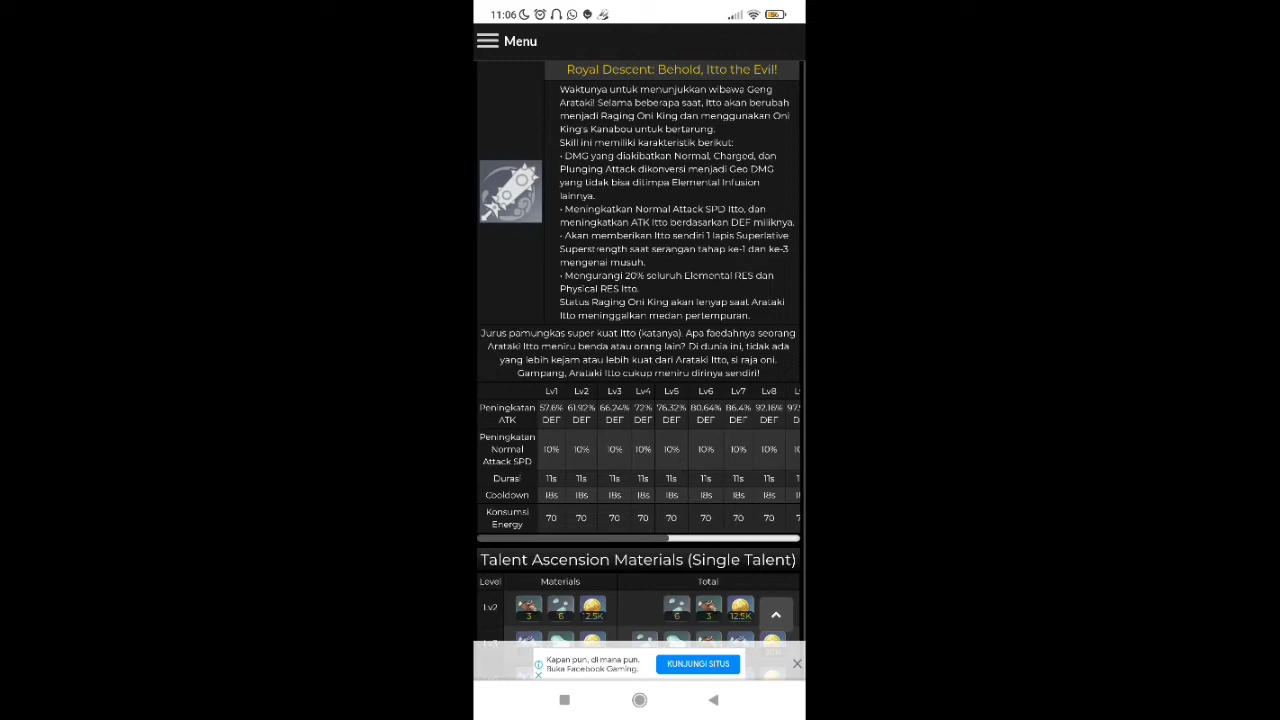 11:06
56
Menu
Royal Descent: Behold, Itto the Evil!
Waktunya untuk menunjukkan wibawa Geng
Arataki! Selama beberapa saat, Itto akan berubah
menjadi Raging Oni King dan menggunakan Oni
King's Kanabou untuk bertarung.
Skill ini memiliki karakteristik berikut:
• DMG yang diakibatkan Normal, Charged, dan
Plunging Attack dikonversi menjadi Geo DMG
yang tidak bisa ditimpa Elemental Infusion
lainnya.
• Meningkatkan Normal Attack SPD Itto, dan
meningkatkan ATK Itto berdasarkan DEF miliknya.
• Akan memberikan Itto sendiri 1 lapis Superlative
Superstrength saat serangan tahap ke-1 dan ke-3
mengenai musuh.
• Mengurangi 20% seluruh Elemental RES dan
Physical RES Itto.
Status Raging Oni King akan lenyap saat Arataki
Itto meninggalkan medan pertempuran.
Jurus pamungkas super kuat Itto (katanya). Apa faedahnya seorang
Arataki Itto meniru benda atau orang lain? Di dunia ini, tidak ada
yang lebih kejam atau lebih kuat dari Arataki Itto, si raja oni.
Gampang, Arataki Itto cukup meniru dirinya sendiri!
Lv1 Lv2 Lv3 Lv4 Lv5 Lv6 Lv7 Lv8
Peningkatan 57.6% 61.92% 66.24% 72% 76.32% 80.64% 86.4% 92.16%
ATK DEF DEF DEF DEF DEF DEF DEF DEF
Peningkatan
Normal 10% 10% 10% 10% 10% 10% 10% 10%
Attack SPD
Durasi 11s 11s 11s 11s 11s 11s 11s 11s
Cooldown 18s 18s 18s 18s 18s 18s 18s 18s
Konsumsi
Energy 70 70 70 70 70 70 70 70
Talent Ascension Materials (Single Talent)
Level Materials Total
Lv2 3 6 12.5K 6 3 12.5K
Lv3
Kapan pun, di mana pun.
Buka Facebook Gaming.
KUNJUNGI SITUS